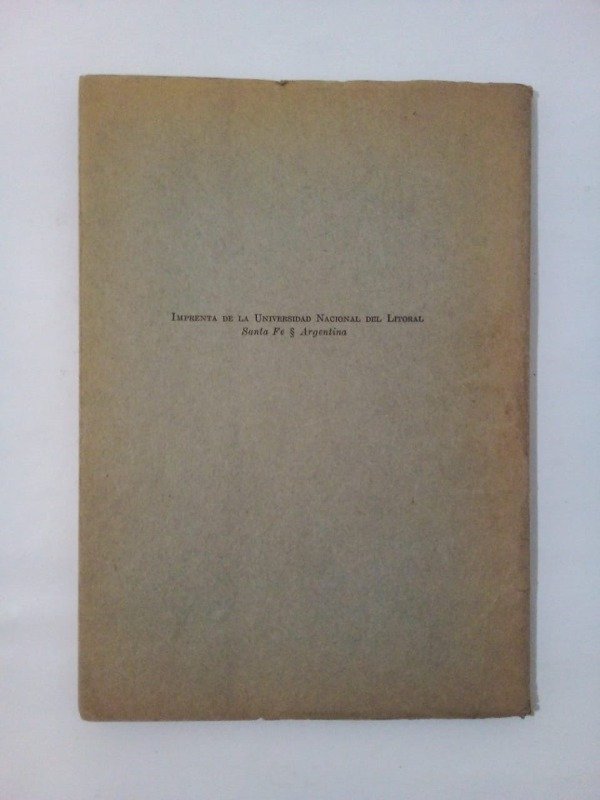 Imprenta de la Universidad Nacional del Litoral
Santa Fe § Argentina